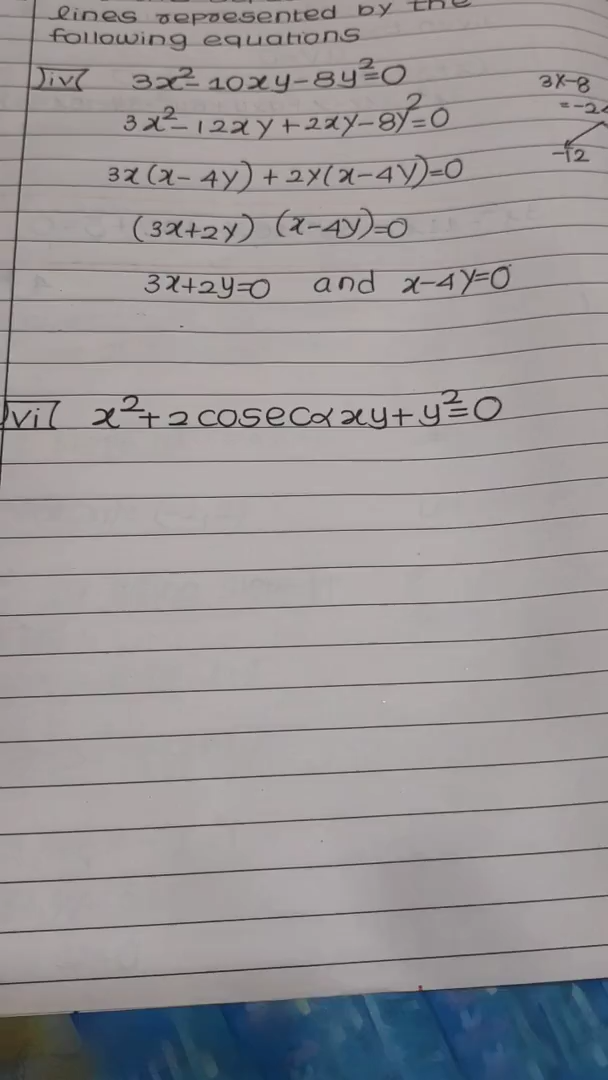 lines represented by the
following equations
iv 3x²-10xy-8y²=0
3x-8
3x²-12xy+2xy-8y²=0
3x(x-4y)+2y(x-4y)=0
-12
(3x+2y) (x-4y)=0
3x+2y=0 and x-4y=0
vi x²+2cosecα xy+y²=0